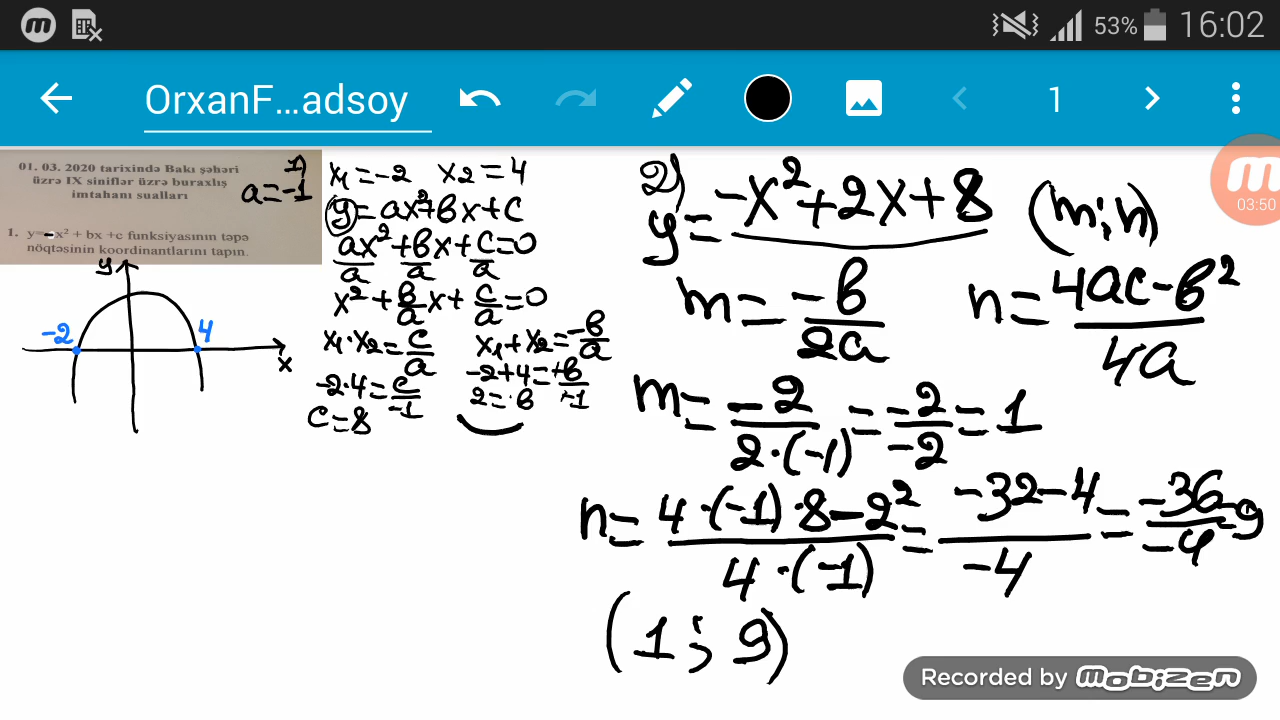 53% 16:02
OrxanF...adsoy 1
03:50
01. 03. 2020 tarixində Bakı şəhəri
üzrə IX siniflər üzrə buraxılış
imtahanı sualları
1)
a=-1
1. y=-x² + bx +c funksiyasının təpə
nöqtəsinin koordinantlarını tapın.
y
-2 4
x
x₁=-2 x₂=4
y=ax²+bx+c
ax²/a+bx/a+c/a=0
x²+b/a x+c/a=0
x₁·x₂=c/a x₁+x₂=-b/a
-2·4=c/-1 -2+4=+b/+1
c=8 2=b
2)
y=-x²+2x+8 (m;n)
m=-b/2a n=4ac-b²/4a
m=-2/2·(-1)=-2/-2=1
n=4·(-1)·8-2²/4·(-1)=-32-4/-4=-36/-4=9
(1;9)
Recorded by mobizen